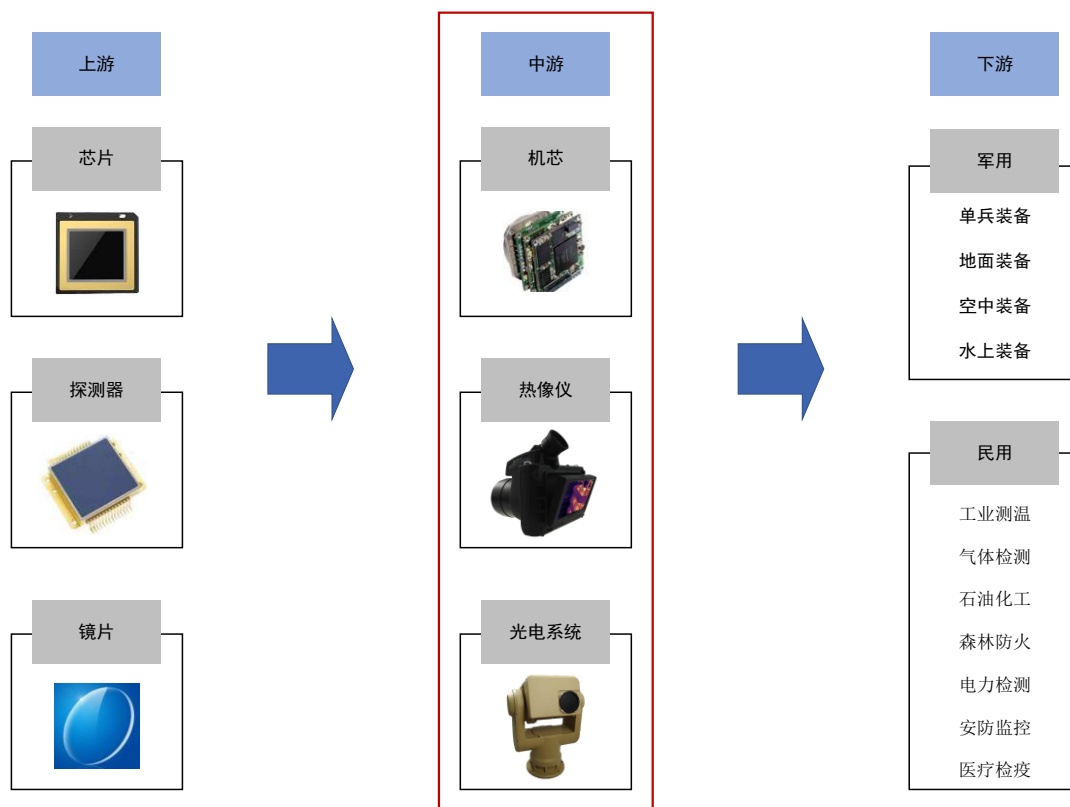 上游
中游
下游
芯片
机芯
军用
单兵装备
地面装备
空中装备
水上装备
探测器
热像仪
民用
工业测温
气体检测
石油化工
森林防火
电力检测
安防监控
医疗检疫
镜片
光电系统